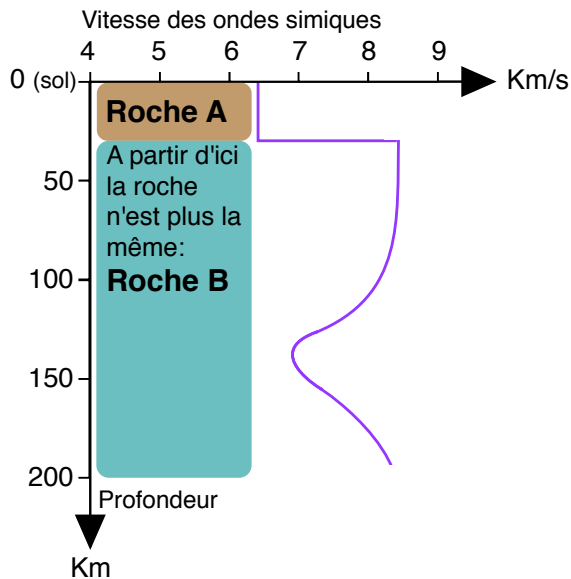 Vitesse des ondes simiques
4 5 6 7 8 9
0 (sol)
Km/s
Roche A
A partir d'ici
la roche
n'est plus la
même:
Roche B
50
100
150
200
Profondeur
Km